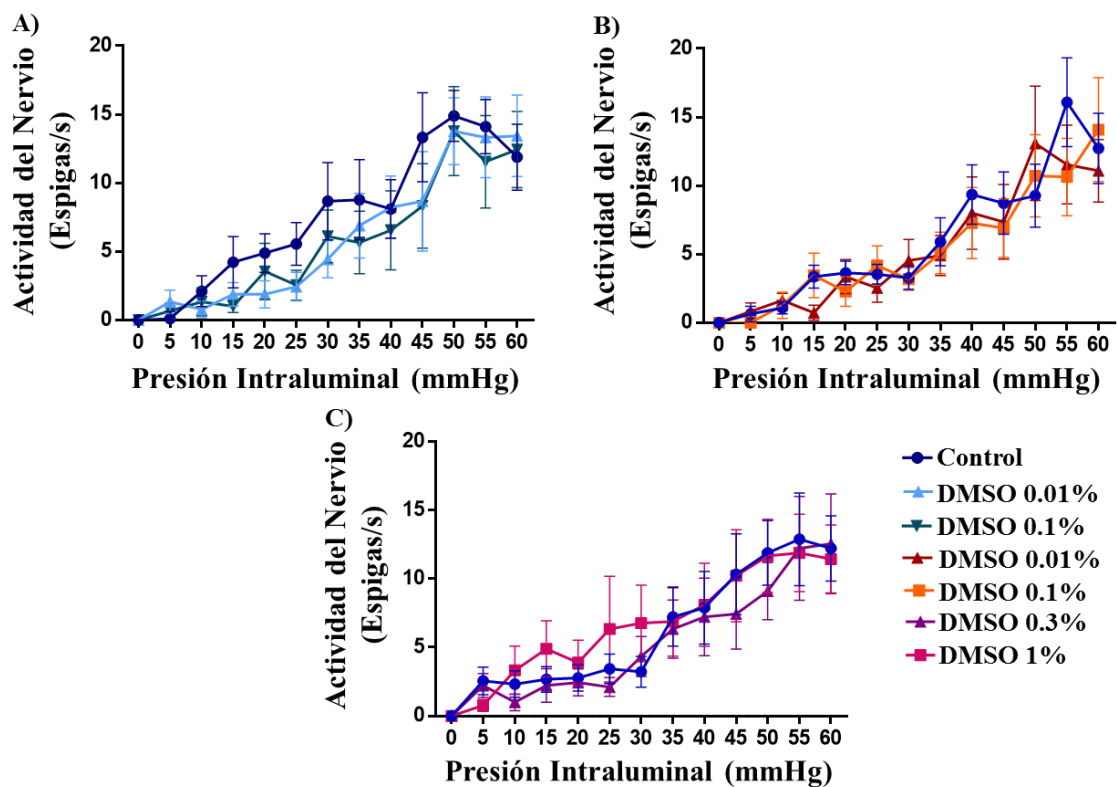 A)
Actividad del Nervio
(Espigas/s)
20
15
10
5
0
0 5 10 15 20 25 30 35 40 45 50 55 60
Presión Intraluminal (mmHg)
B)
Actividad del Nervio
(Espigas/s)
20
15
10
5
0
0 5 10 15 20 25 30 35 40 45 50 55 60
Presión Intraluminal (mmHg)
C)
Actividad del Nervio
(Espigas/s)
20
15
10
5
0
0 5 10 15 20 25 30 35 40 45 50 55 60
Presión Intraluminal (mmHg)
Control
DMSO 0.01%
DMSO 0.1%
DMSO 0.01%
DMSO 0.1%
DMSO 0.3%
DMSO 1%